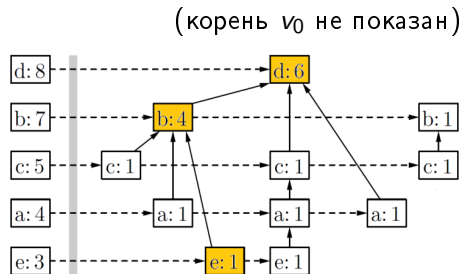 (корень v₀ не показан)
d: 8 d: 6
b: 7 b: 4 b: 1
c: 5 c: 1 c: 1 c: 1
a: 4 a: 1 a: 1 a: 1
e: 3 e: 1 e: 1